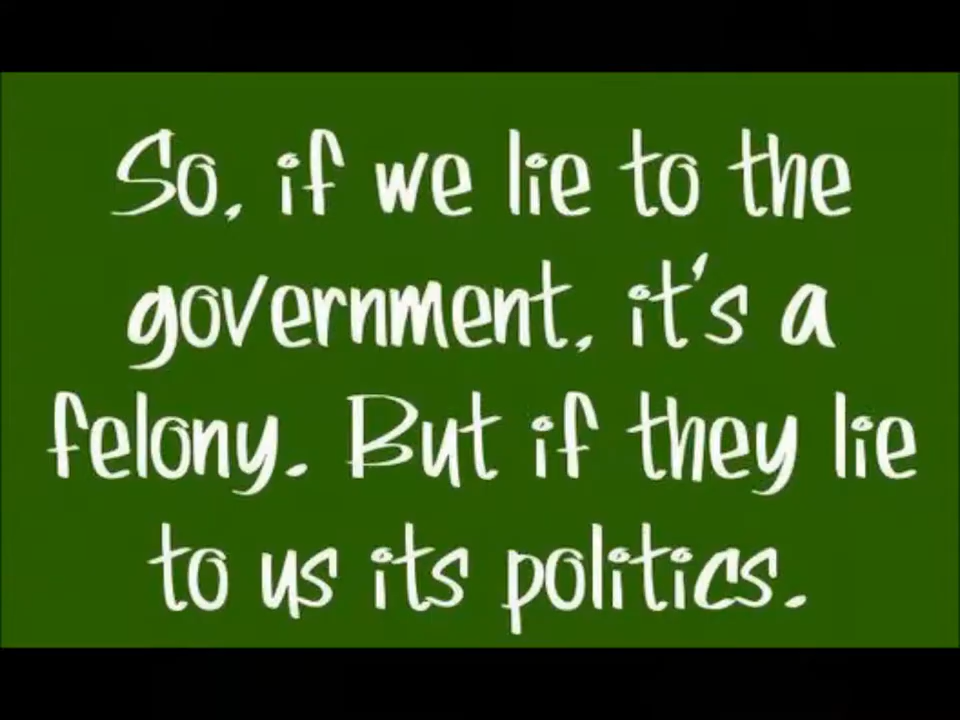 So, if we lie to the
government, it's a
felony. But if they lie
to us its politics.